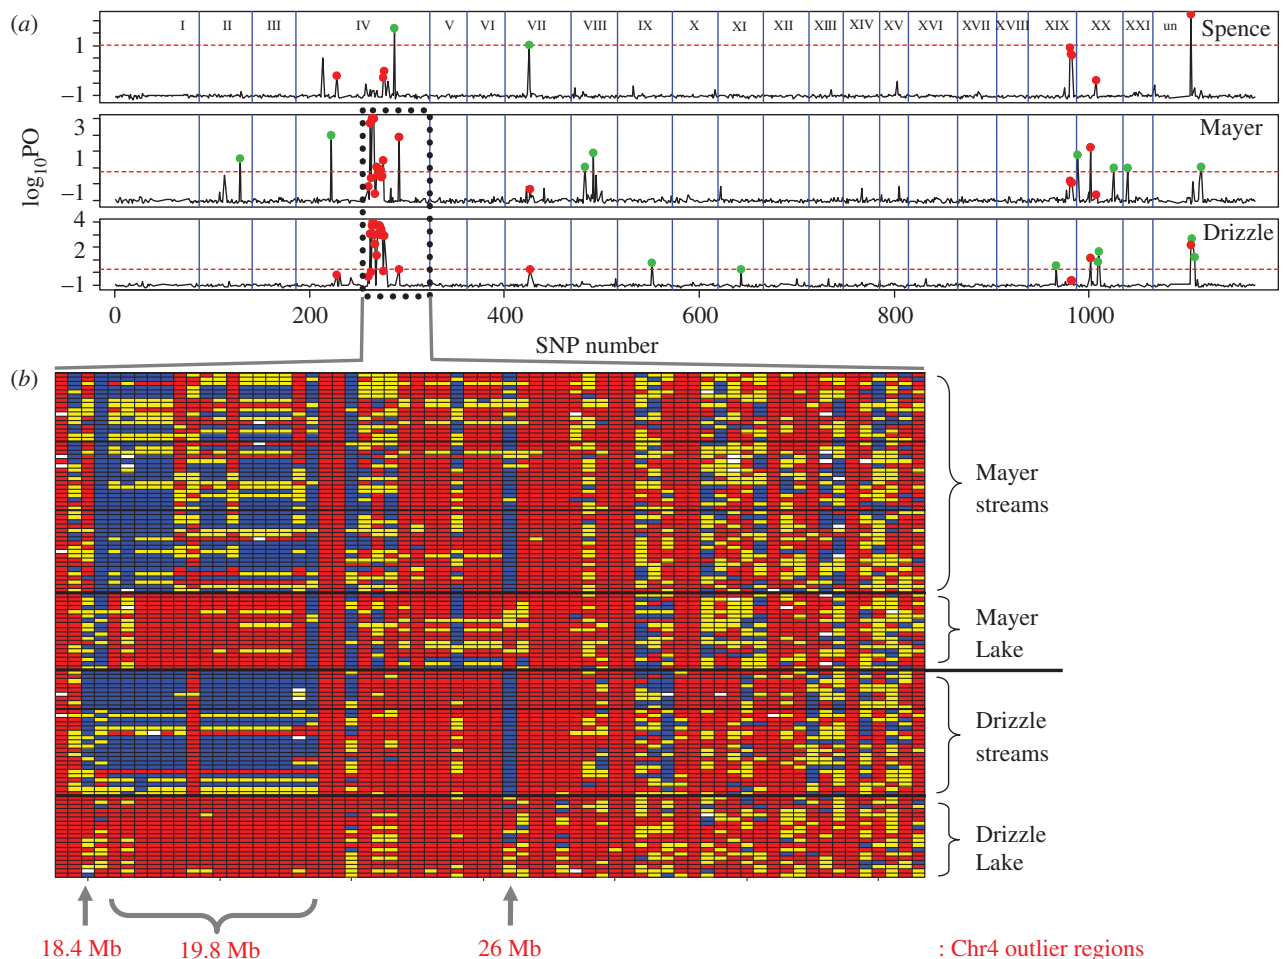 (a)
I II III IV V VI VII VIII IX X XI XII XIII XIV XV XVI XVII XVIII XIX XX XXI un Spence
1
−1
Mayer
3
1
−1
log10PO
Drizzle
4
2
−1
0 200 400 600 800 1000
SNP number
(b)
Mayer
streams
Mayer
Lake
Drizzle
streams
Drizzle
Lake
18.4 Mb 19.8 Mb 26 Mb : Chr4 outlier regions